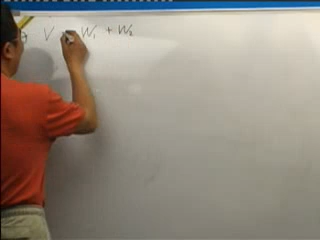 V = W₁ + W₂